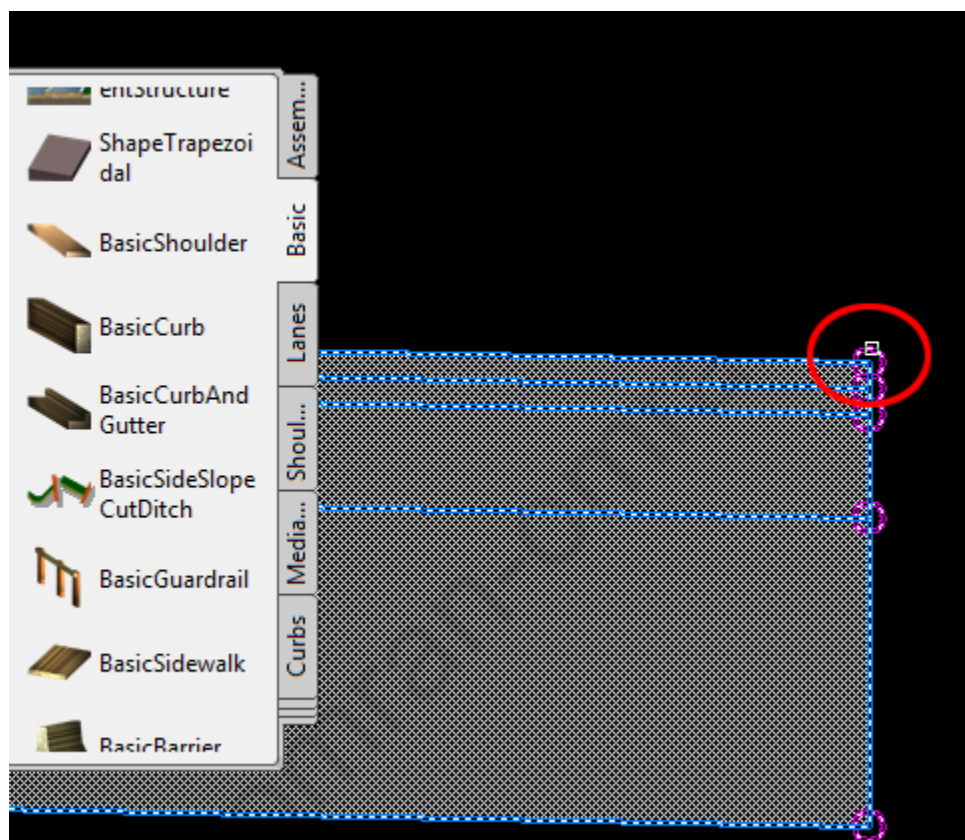 entStructure
ShapeTrapezoi
dal
BasicShoulder
BasicCurb
BasicCurbAnd
Gutter
BasicSideSlope
CutDitch
BasicGuardrail
BasicSidewalk
BasicBarrier
Assem...
Basic
Lanes
Shoul...
Media...
Curbs